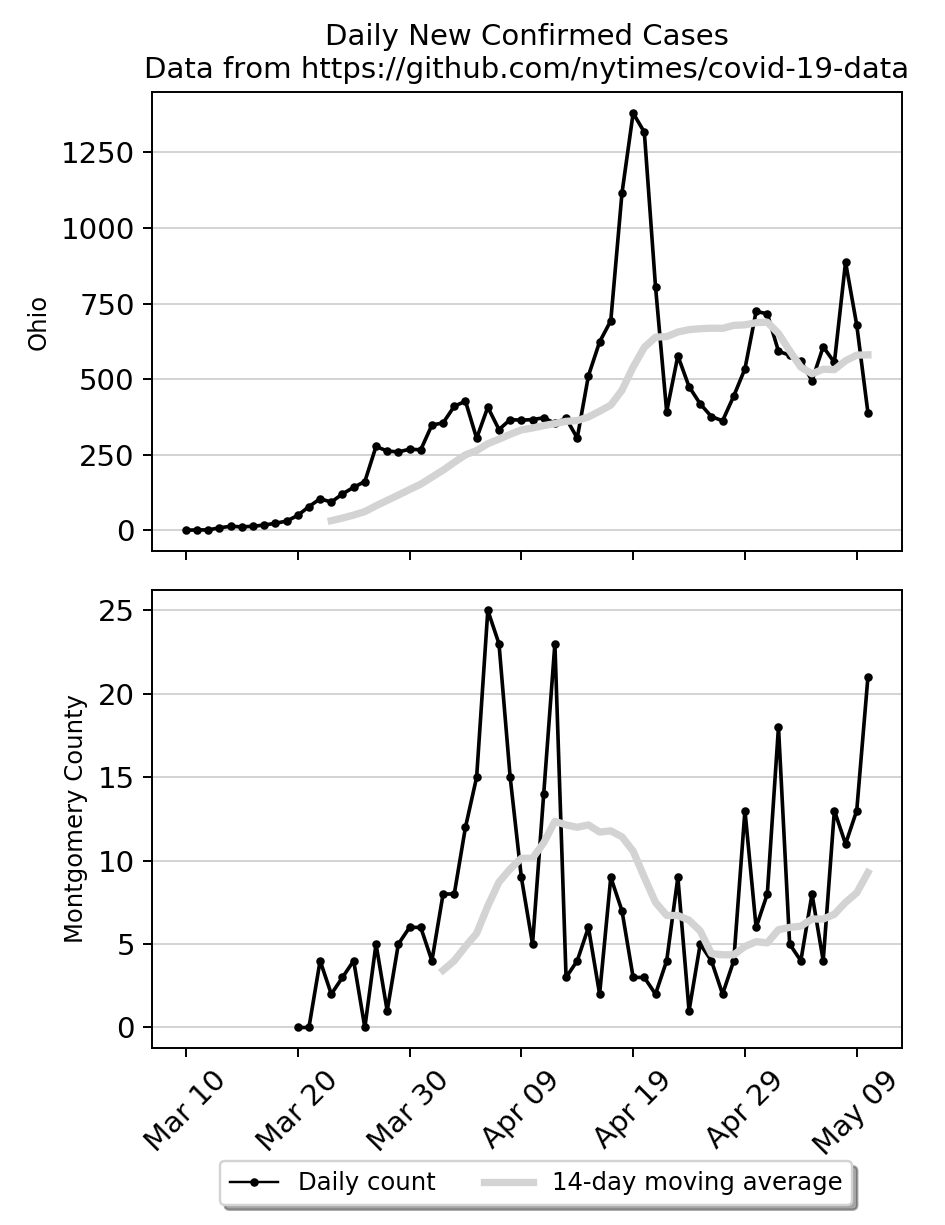 Daily New Confirmed Cases
Data from https://github.com/nytimes/covid-19-data
1250
1000
750
500
250
0
Ohio
25
20
15
10
5
0
Montgomery County
Mar 10
Mar 20
Mar 30
Apr 09
Apr 19
Apr 29
May 09
Daily count
14-day moving average